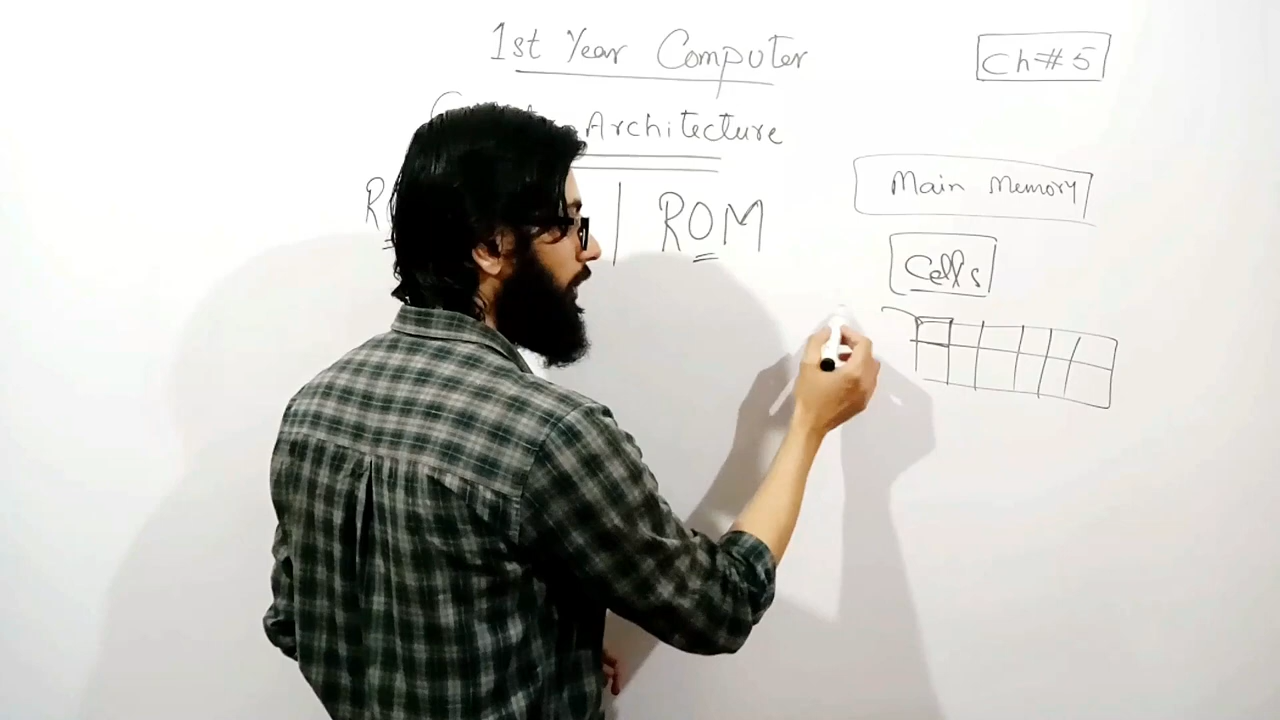 1st Year Computer
Ch # 5
Architecture
ROM
Main Memory
Cells